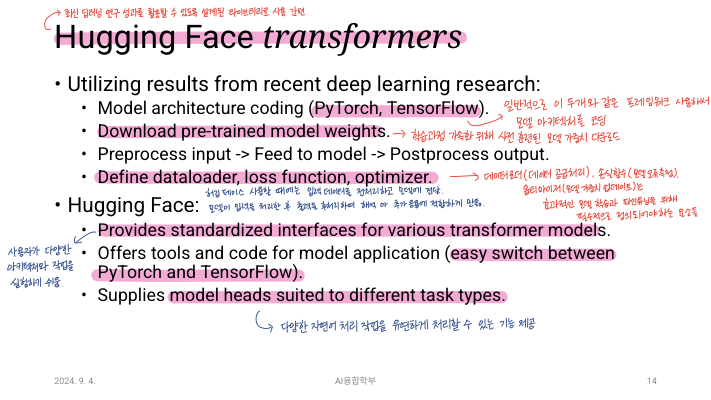 → 최신 딥러닝 연구 성과를 활용할 수 있도록 설계된 라이브러리로 사용 간편
Hugging Face transformers
• Utilizing results from recent deep learning research:
• Model architecture coding (PyTorch, TensorFlow).
일반적으로 이 두개와 같은 프레임워크 사용해서
모델 아키텍처를 코딩
• Download pre-trained model weights.
→ 학습과정 가속화 위해 사전 훈련된 모델 가중치 다운로드
• Preprocess input -> Feed to model -> Postprocess output.
• Define dataloader, loss function, optimizer.
→ 데이터로더(데이터 공급처리), 손실함수(모델 오류측정),
옵티마이저(모델 가중치 업데이트)는
효과적인 모델 학습과 파인튜닝을 위해
필수적으로 정의되어야하는 요소들
허깅 페이스 사용할 때에는 입력 데이터를 전처리하고 모델에 전달.
모델이 입력을 처리한 후 출력을 후처리하여 해석 or 추가 응용에 적합하게 만듦.
• Hugging Face:
• Provides standardized interfaces for various transformer models.
사용자가 다양한
아키텍처와 작업을
실험하기 쉬움
• Offers tools and code for model application (easy switch between
PyTorch and TensorFlow).
• Supplies model heads suited to different task types.
→ 다양한 자연어 처리 작업을 유연하게 처리할 수 있는 기능 제공
2024. 9. 4.
AI융합학부
14